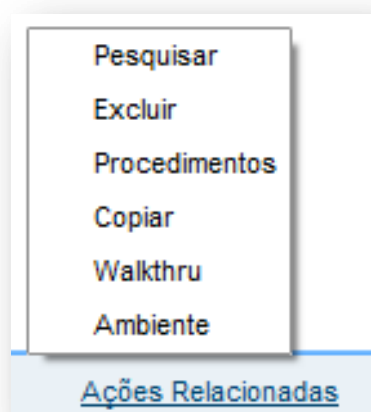 Pesquisar
Excluir
Procedimentos
Copiar
Walkthru
Ambiente
Ações Relacionadas